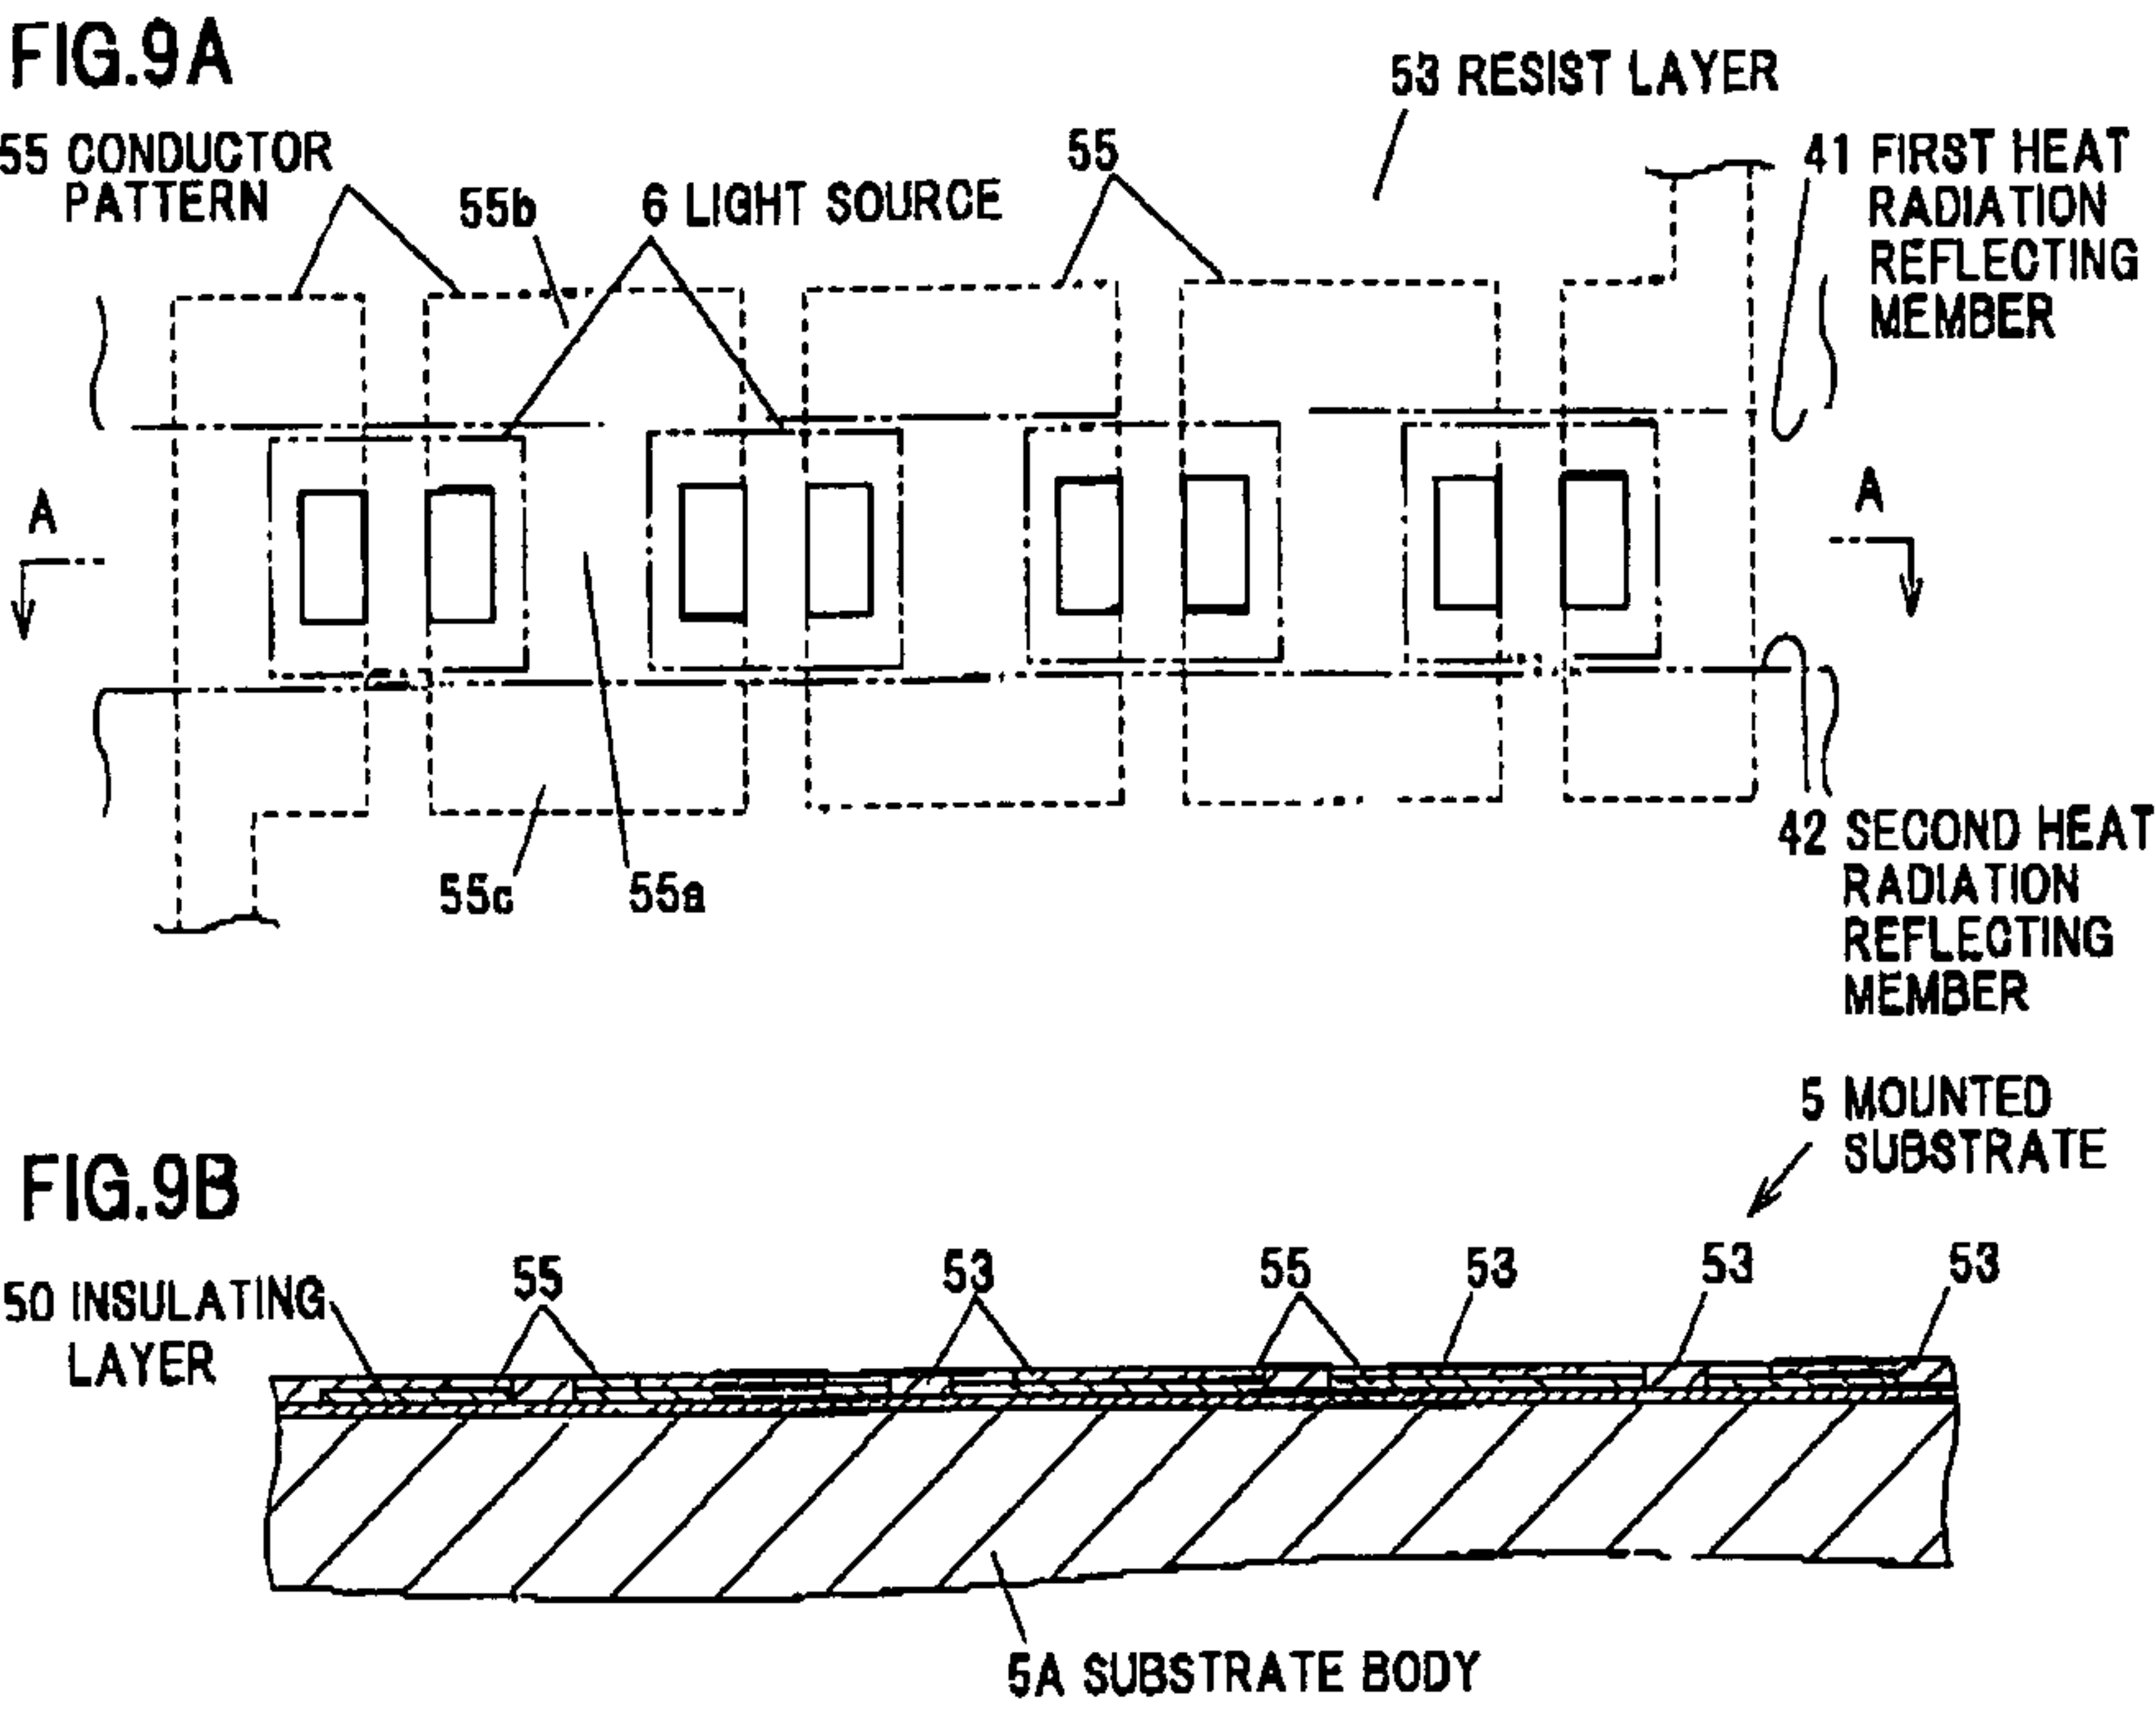 FIG.9A
53 RESIST LAYER
55 CONDUCTOR
PATTERN
55b
6 LIGHT SOURCE
55
41 FIRST HEAT
RADIATION
REFLECTING
MEMBER
A
A
55c
55a
42 SECOND HEAT
RADIATION
REFLECTING
MEMBER
5 MOUNTED
SUBSTRATE
FIG.9B
50 INSULATING
LAYER
55
53
55
53
53
53
5A SUBSTRATE BODY